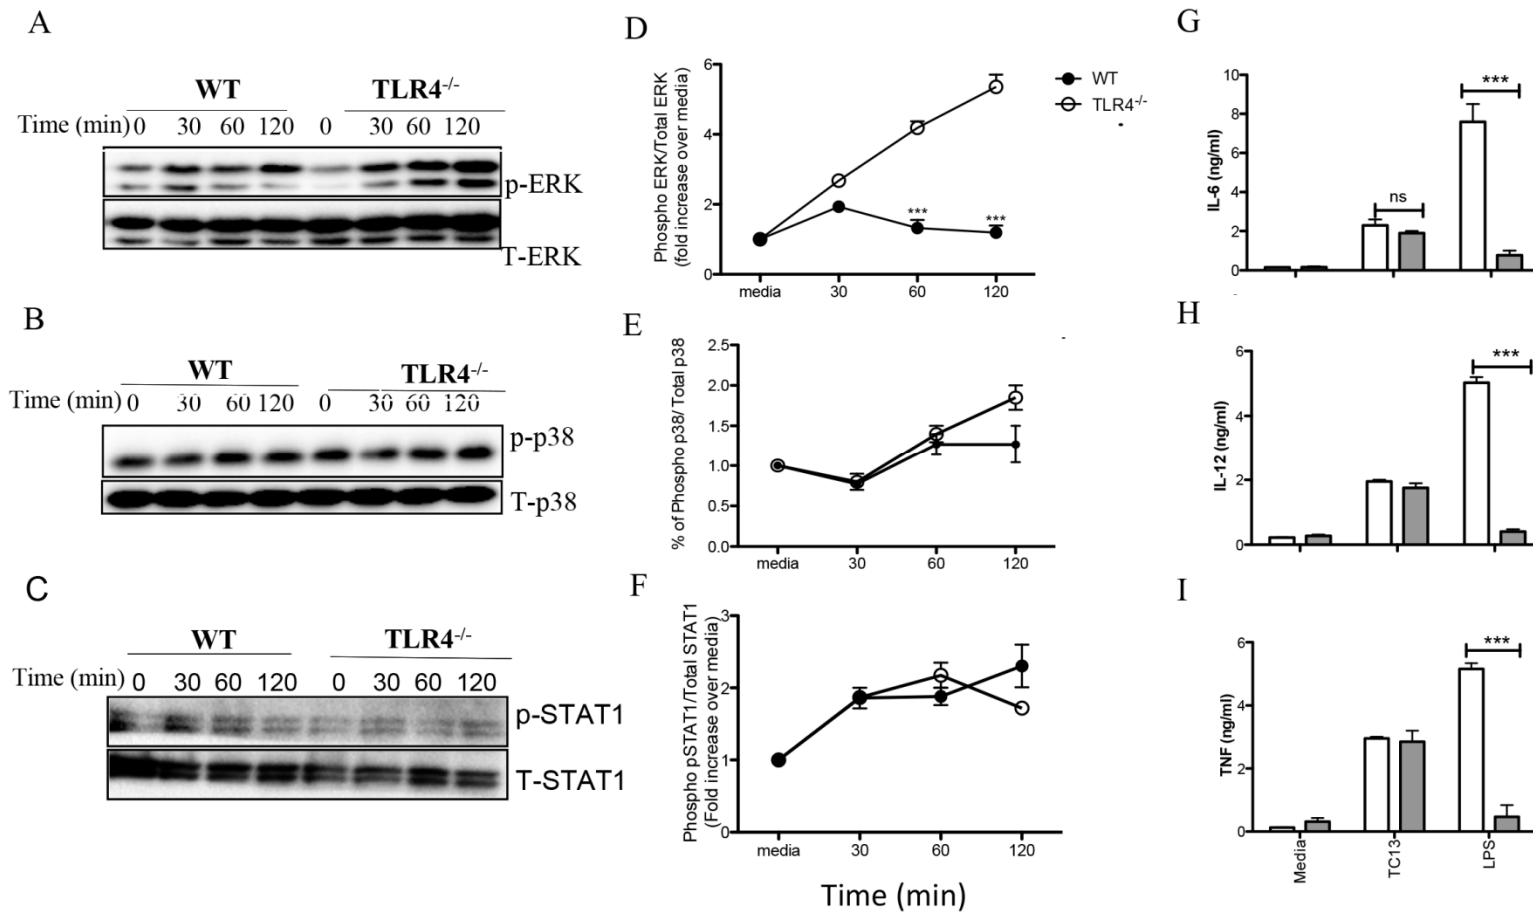 A
WT TLR4-/-
Time (min) 0 30 60 120 0 30 60 120
p-ERK
T-ERK
B
WT TLR4-/-
Time (min) 0 30 60 120 0 30 60 120
p-p38
T-p38
C
WT TLR4-/-
Time (min) 0 30 60 120 0 30 60 120
p-STAT1
T-STAT1
D
Phospho ERK/Total ERK
(fold increase over media)
6
4
2
0
media 30 60 120
*** ***
WT
TLR4-/-
E
% of Phospho p38/ Total p38
2.5
2.0
1.5
1.0
0.5
0.0
media 30 60 120
F
Phospho pSTAT1/Total STAT1
(Fold increase over media)
3
2
1
0
media 30 60 120
Time (min)
G
IL-6 (ng/ml)
10
8
6
4
2
0
ns
***
H
IL-12 (ng/ml)
6
4
2
0
***
I
TNF (ng/ml)
6
4
2
0
***
Media TC13 LPS